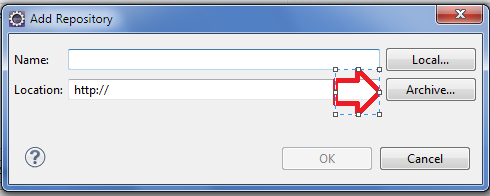 Add Repository
Name:
Local...
Location:
http://
Archive...
?
OK
Cancel